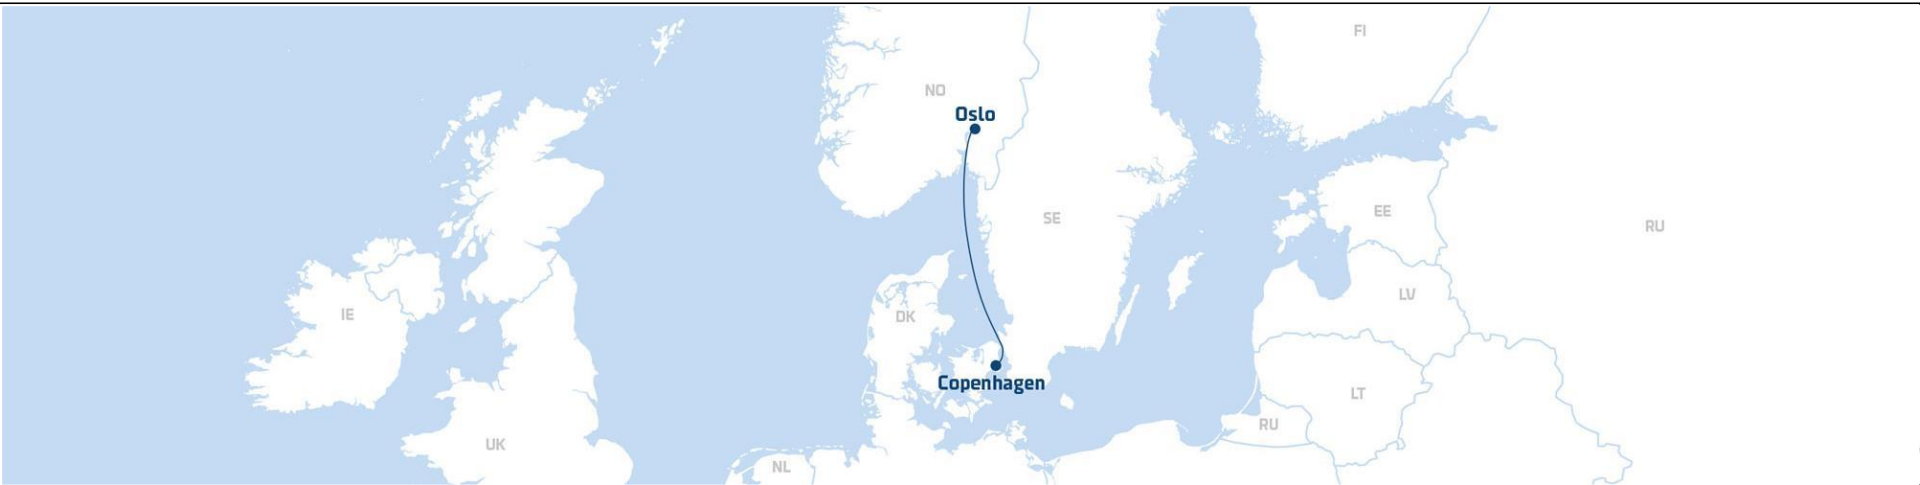 FI
NO
Oslo
SE
EE
RU
LV
IE
DK
Copenhagen
LT
RU
UK
NL